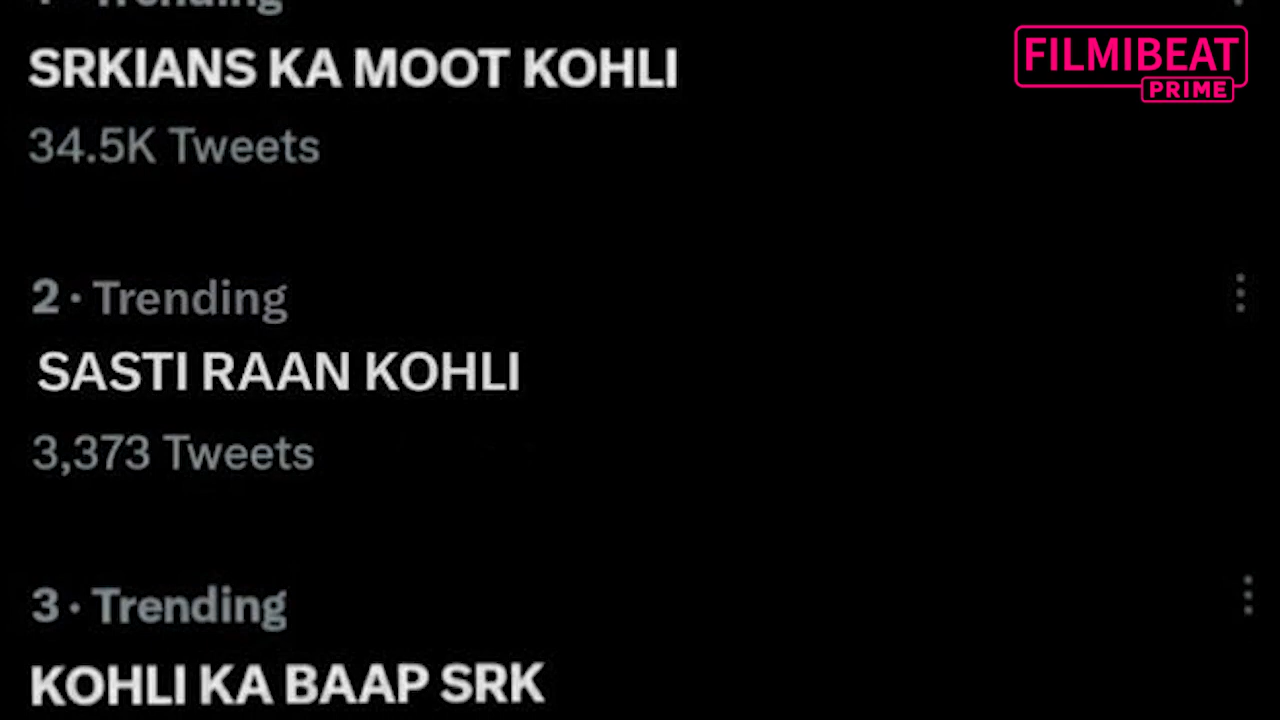 Trending
SRKIANS KA MOOT KOHLI
34.5K Tweets
2 · Trending
SASTI RAAN KOHLI
3,373 Tweets
3 · Trending
KOHLI KA BAAP SRK
FILMIBEAT
PRIME